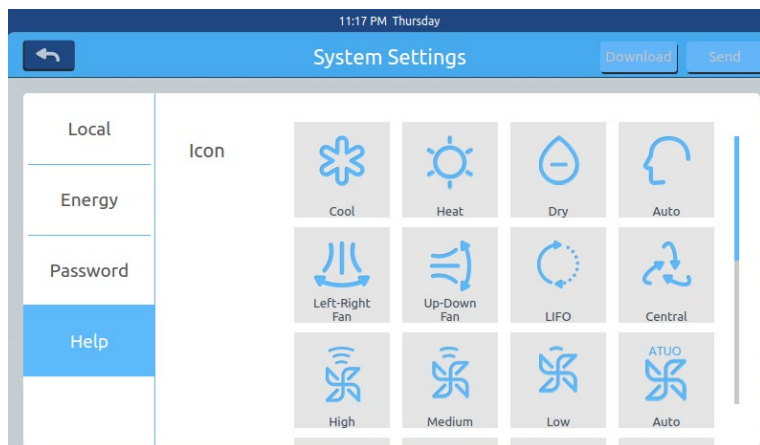 11:17 PM Thursday
System Settings
Download
Send
Local
Energy
Password
Help
Icon
Cool
Heat
Dry
Auto
Left-Right
Fan
Up-Down
Fan
LIFO
Central
High
Medium
Low
ATUO
Auto